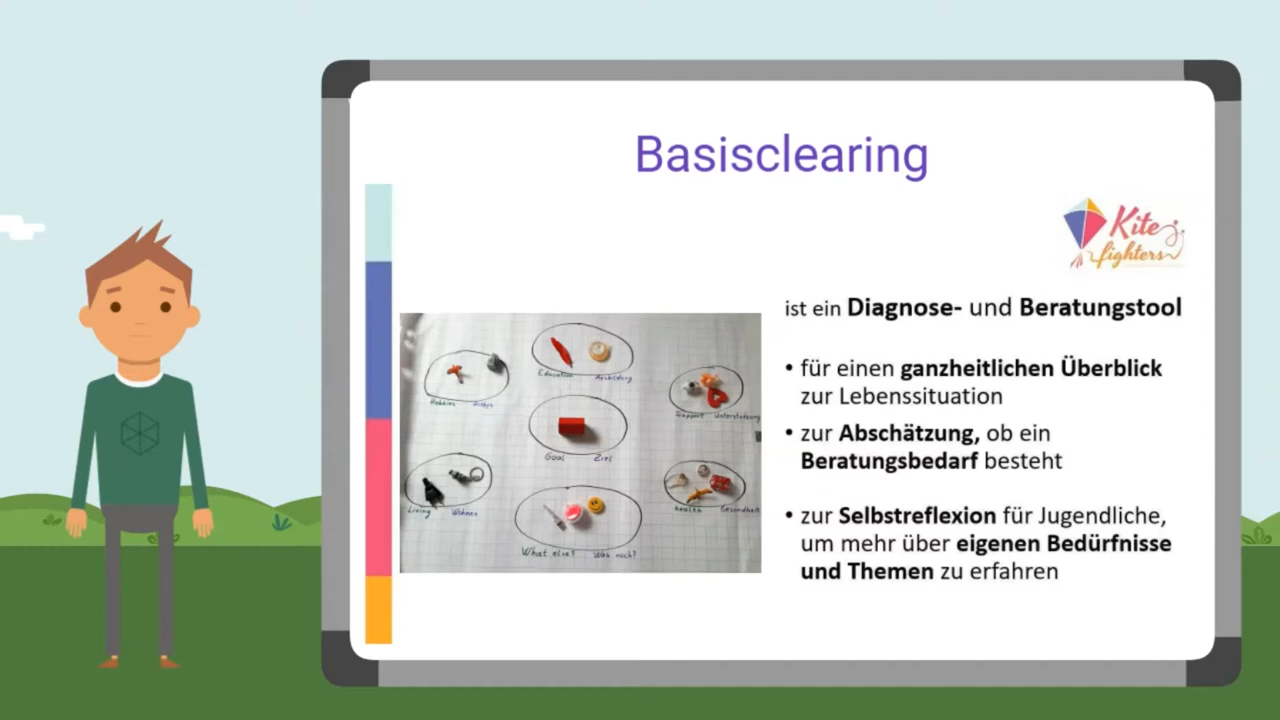 Basisclearing
Kite
fighters
ist ein Diagnose- und Beratungstool
• für einen ganzheitlichen Überblick
zur Lebenssituation
• zur Abschätzung, ob ein
Beratungsbedarf besteht
• zur Selbstreflexion für Jugendliche,
um mehr über eigenen Bedürfnisse
und Themen zu erfahren
Education Ausbildung
Hobbies Hobbys
Support Unterstützung
Goal Ziel
Living Wohnen
Health Gesundheit
What else? Was noch?